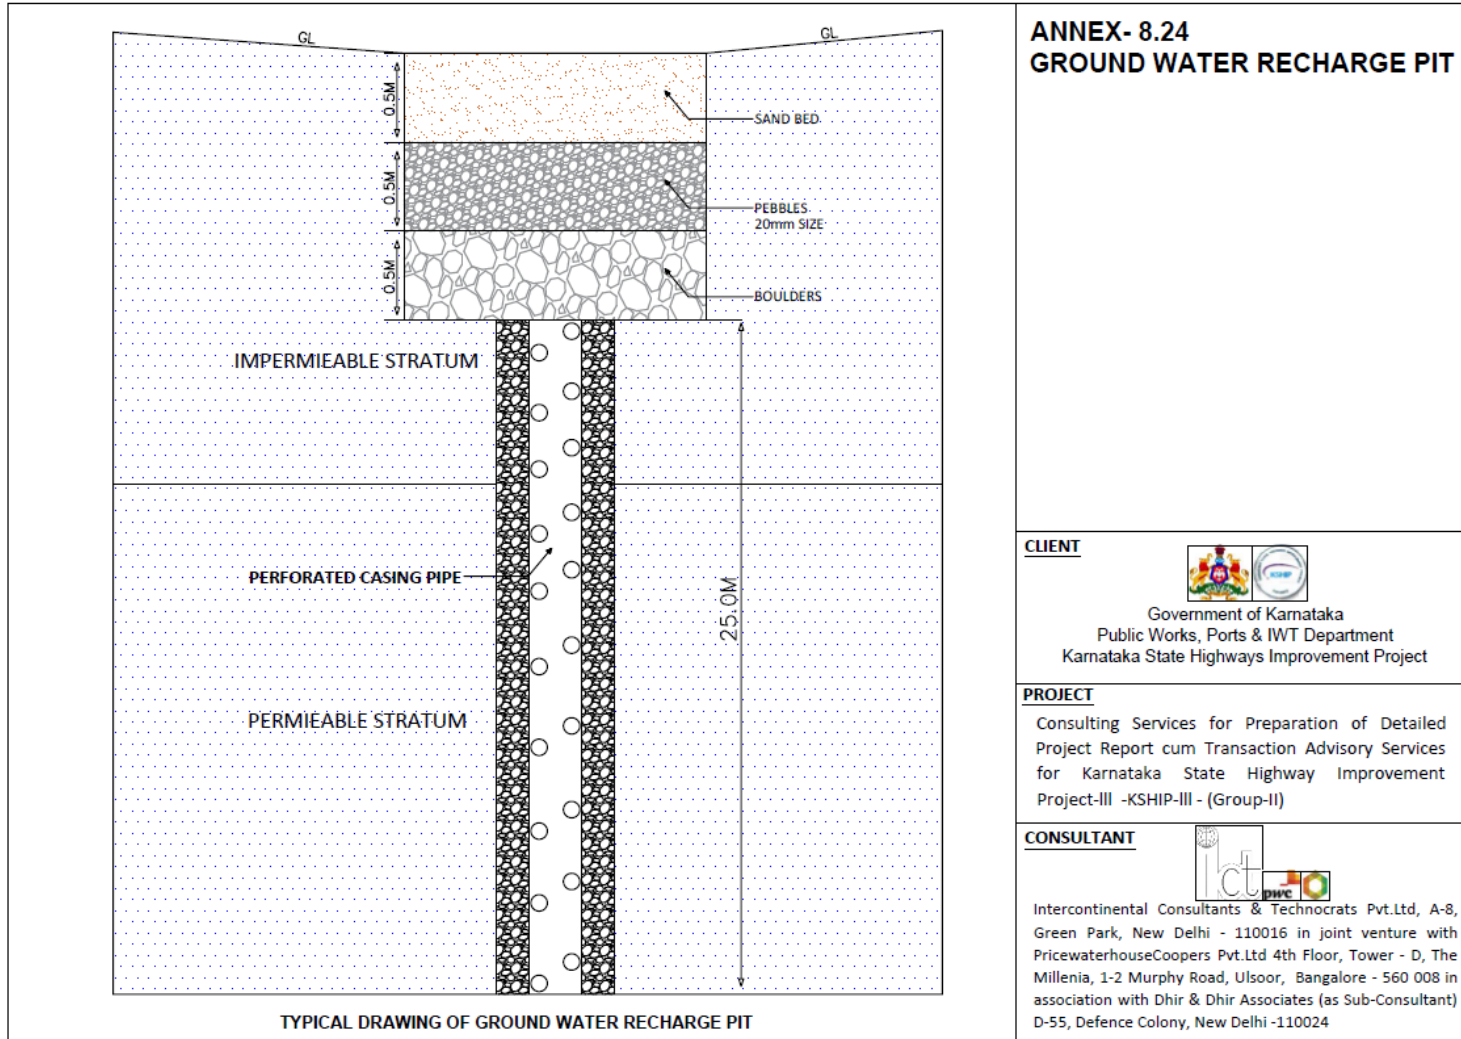 ANNEX- 8.24
GROUND WATER RECHARGE PIT
GL
GL
0.5M
SAND BED
0.5M
PEBBLES
20mm SIZE
0.5M
BOULDERS
IMPERMIEABLE STRATUM
PERFORATED CASING PIPE
25.0M
PERMIEABLE STRATUM
TYPICAL DRAWING OF GROUND WATER RECHARGE PIT
CLIENT
KSHIP
Government of Karnataka
Public Works, Ports & IWT Department
Karnataka State Highways Improvement Project
PROJECT
Consulting Services for Preparation of Detailed
Project Report cum Transaction Advisory Services
for Karnataka State Highway Improvement
Project-III -KSHIP-III - (Group-II)
CONSULTANT
ict
pwc
Intercontinental Consultants & Technocrats Pvt.Ltd, A-8,
Green Park, New Delhi - 110016 in joint venture with
PricewaterhouseCoopers Pvt.Ltd 4th Floor, Tower - D, The
Millenia, 1-2 Murphy Road, Ulsoor, Bangalore - 560 008 in
association with Dhir & Dhir Associates (as Sub-Consultant)
D-55, Defence Colony, New Delhi -110024